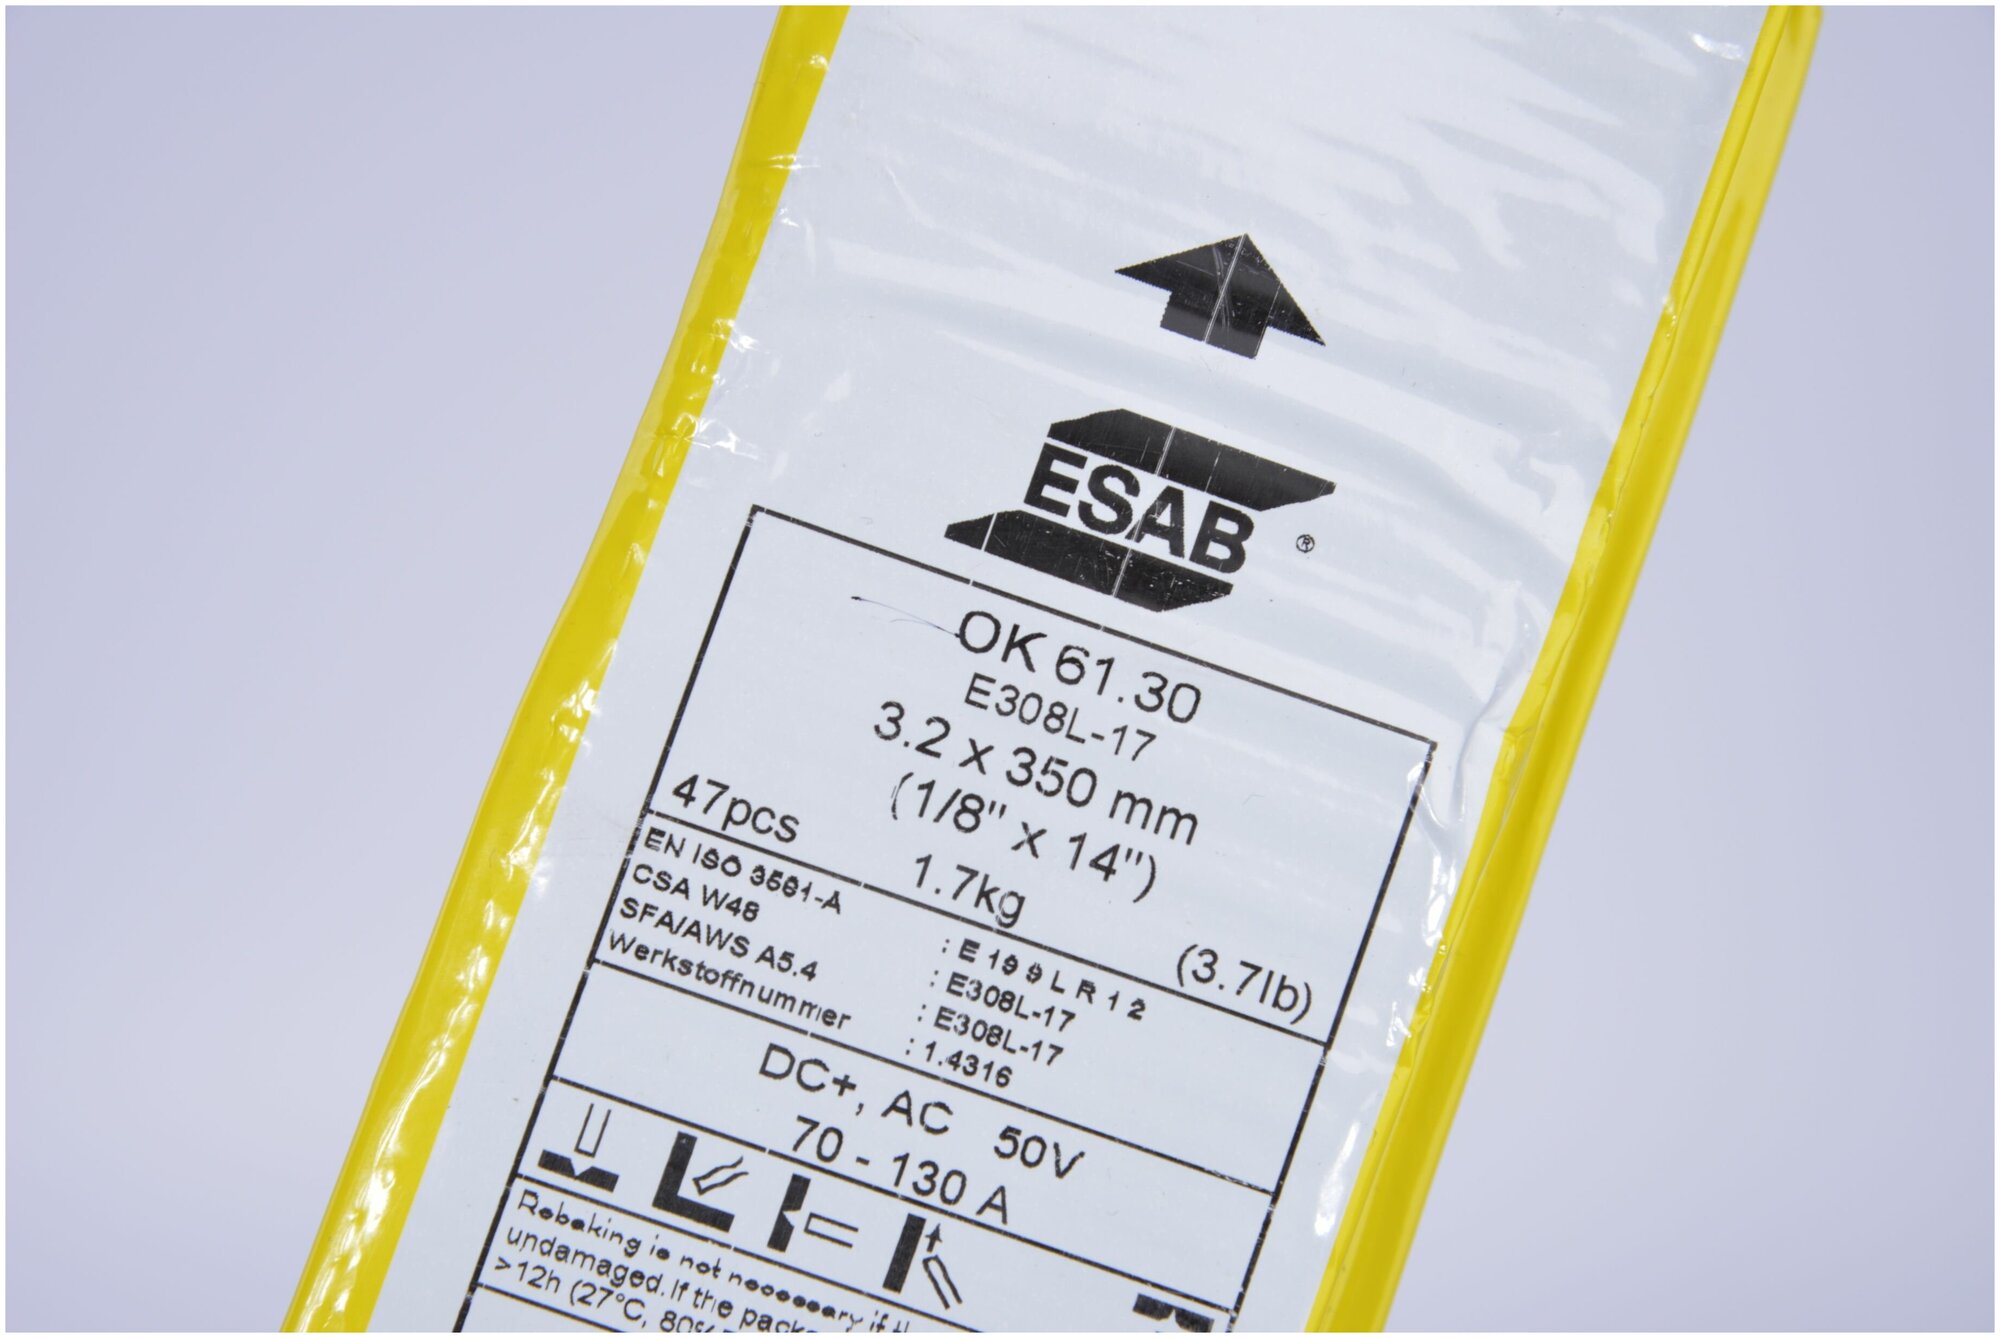 ESAB ®
OK 61.30
E308L-17
3.2 x 350 mm
(1/8" x 14")
47pcs 1.7kg (3.7lb)
EN ISO 3581-A : E 19 9 L R 1 2
CSA W48 : E308L-17
SFA/AWS A5.4 : E308L-17
Werkstoffnummer : 1.4316
DC+, AC 50V
70 - 130 A
Rebaking is not necessary if
undamaged. If the
>12h (27°C,